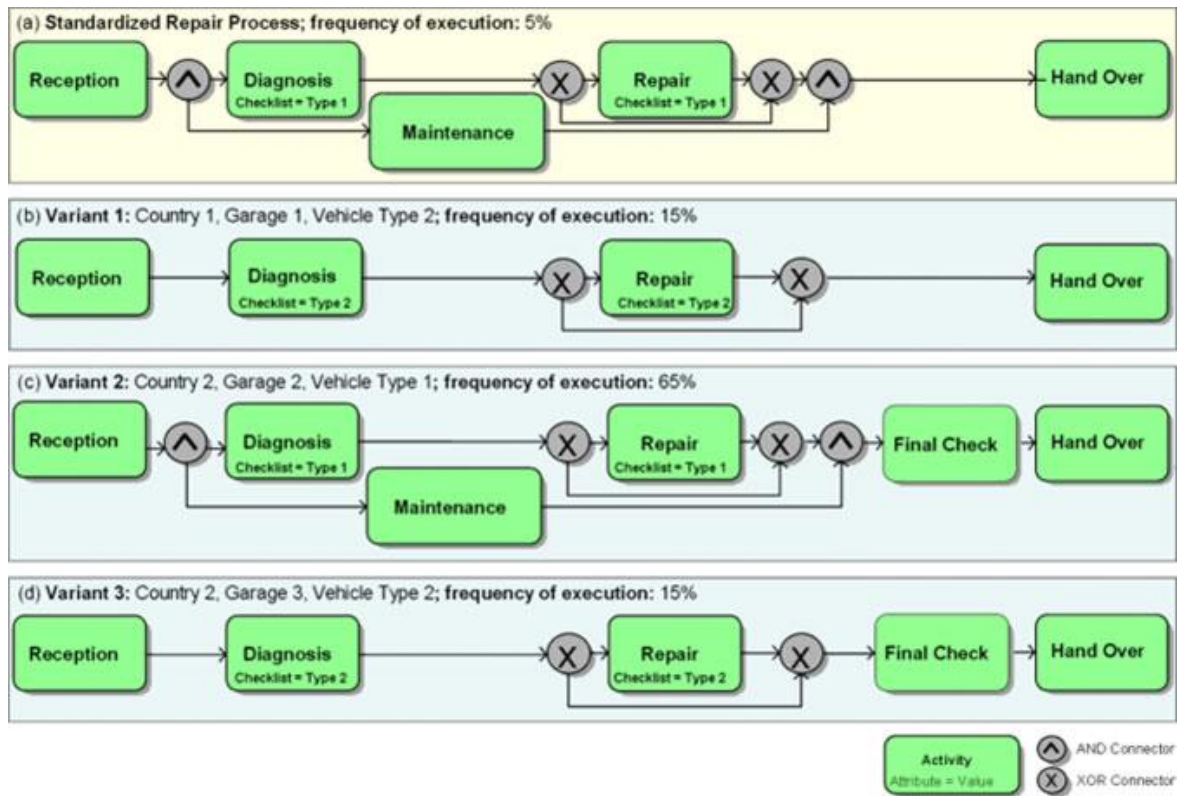 (a) Standardized Repair Process; frequency of execution: 5%
Reception
Diagnosis
Checklist = Type 1
Maintenance
Repair
Checklist = Type 1
Hand Over
(b) Variant 1: Country 1, Garage 1, Vehicle Type 2; frequency of execution: 15%
Reception
Diagnosis
Checklist = Type 2
Repair
Checklist = Type 2
Hand Over
(c) Variant 2: Country 2, Garage 2, Vehicle Type 1; frequency of execution: 65%
Reception
Diagnosis
Checklist = Type 1
Maintenance
Repair
Checklist = Type 1
Final Check
Hand Over
(d) Variant 3: Country 2, Garage 3, Vehicle Type 2; frequency of execution: 15%
Reception
Diagnosis
Checklist = Type 2
Repair
Checklist = Type 2
Final Check
Hand Over
Activity
Attribute = Value
AND Connector
XOR Connector